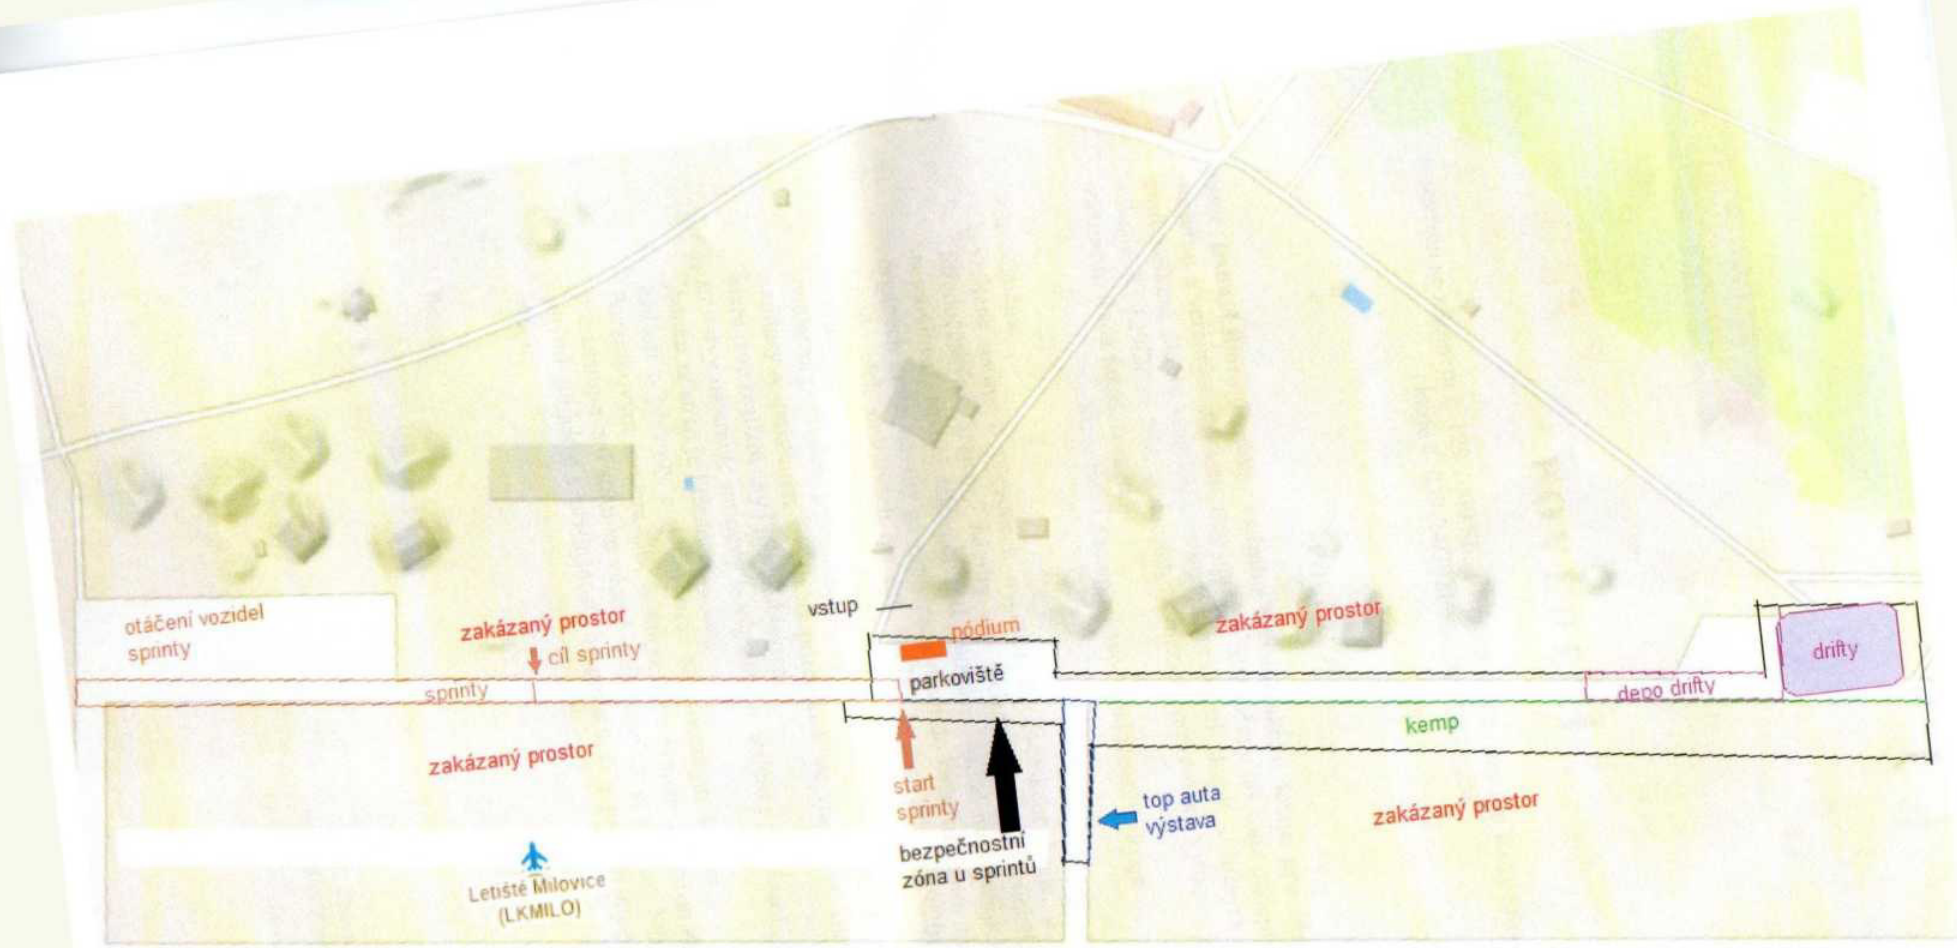 otáčení vozidel
sprinty
zakázaný prostor
cíl sprinty
sprinty
zakázaný prostor
Letiště Milovice
(LKMILO)
vstup
pódium
parkoviště
start
sprinty
bezpečnostní
zóna u sprintů
zakázaný prostor
top auta
výstava
kemp
depo drifty
drifty
zakázaný prostor